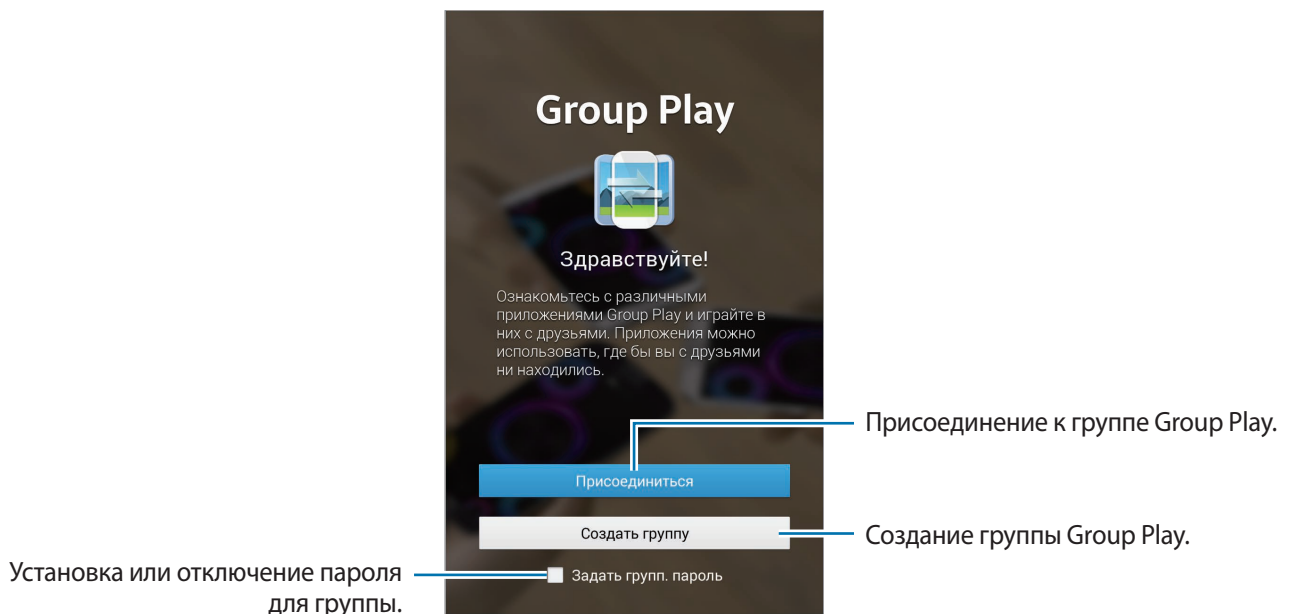 Group Play
Здравствуйте!
Ознакомьтесь с различными
приложениями Group Play и играйте в
них с друзьями. Приложения можно
использовать, где бы вы с друзьями
ни находились.
Присоединение к группе Group Play.
Присоединиться
Создать группу
Создание группы Group Play.
Установка или отключение пароля
для группы.
Задать групп. пароль